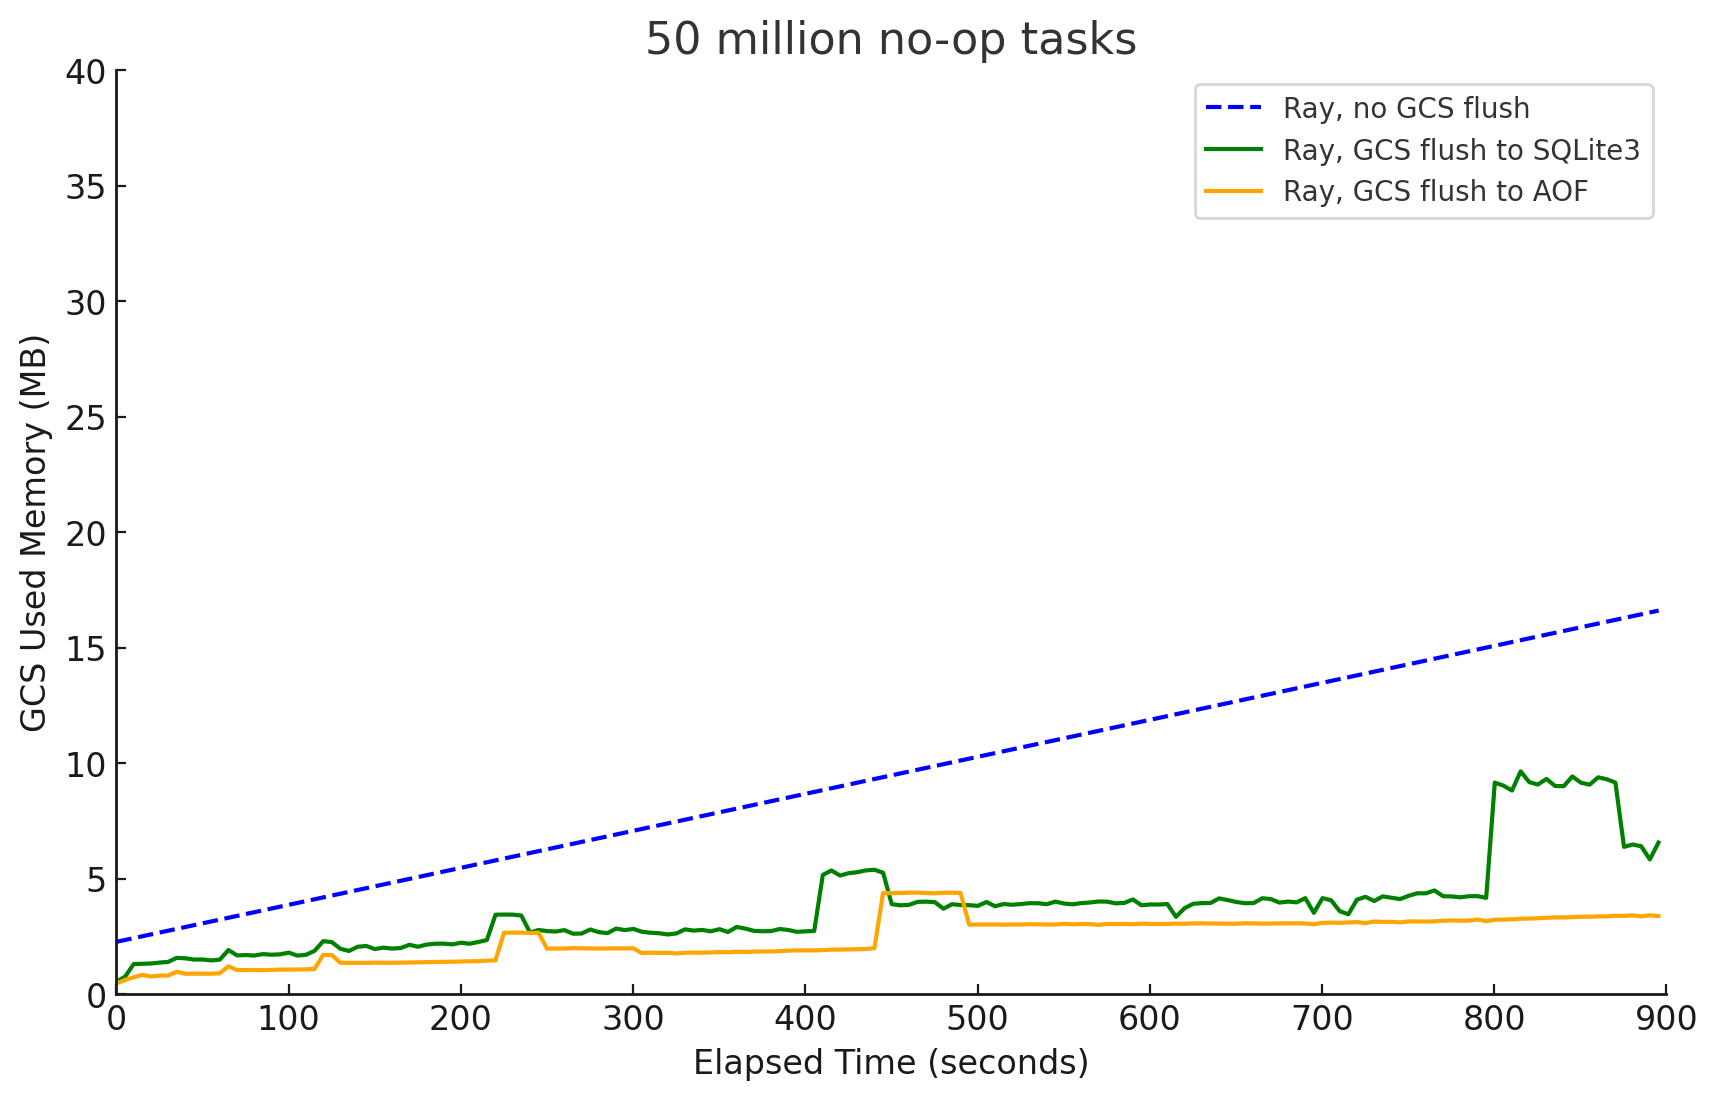 50 million no-op tasks
Ray, no GCS flush
Ray, GCS flush to SQLite3
Ray, GCS flush to AOF
GCS Used Memory (MB)
40
35
30
25
20
15
10
5
0
0 100 200 300 400 500 600 700 800 900
Elapsed Time (seconds)